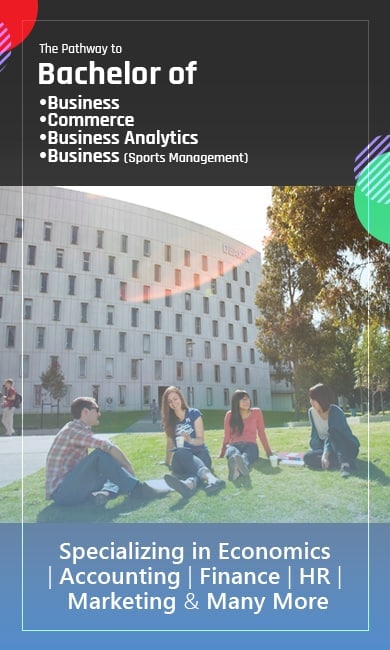 The Pathway to
Bachelor of
•Business
•Commerce
•Business Analytics
•Business (Sports Management)
Specializing in Economics
| Accounting | Finance | HR |
Marketing & Many More